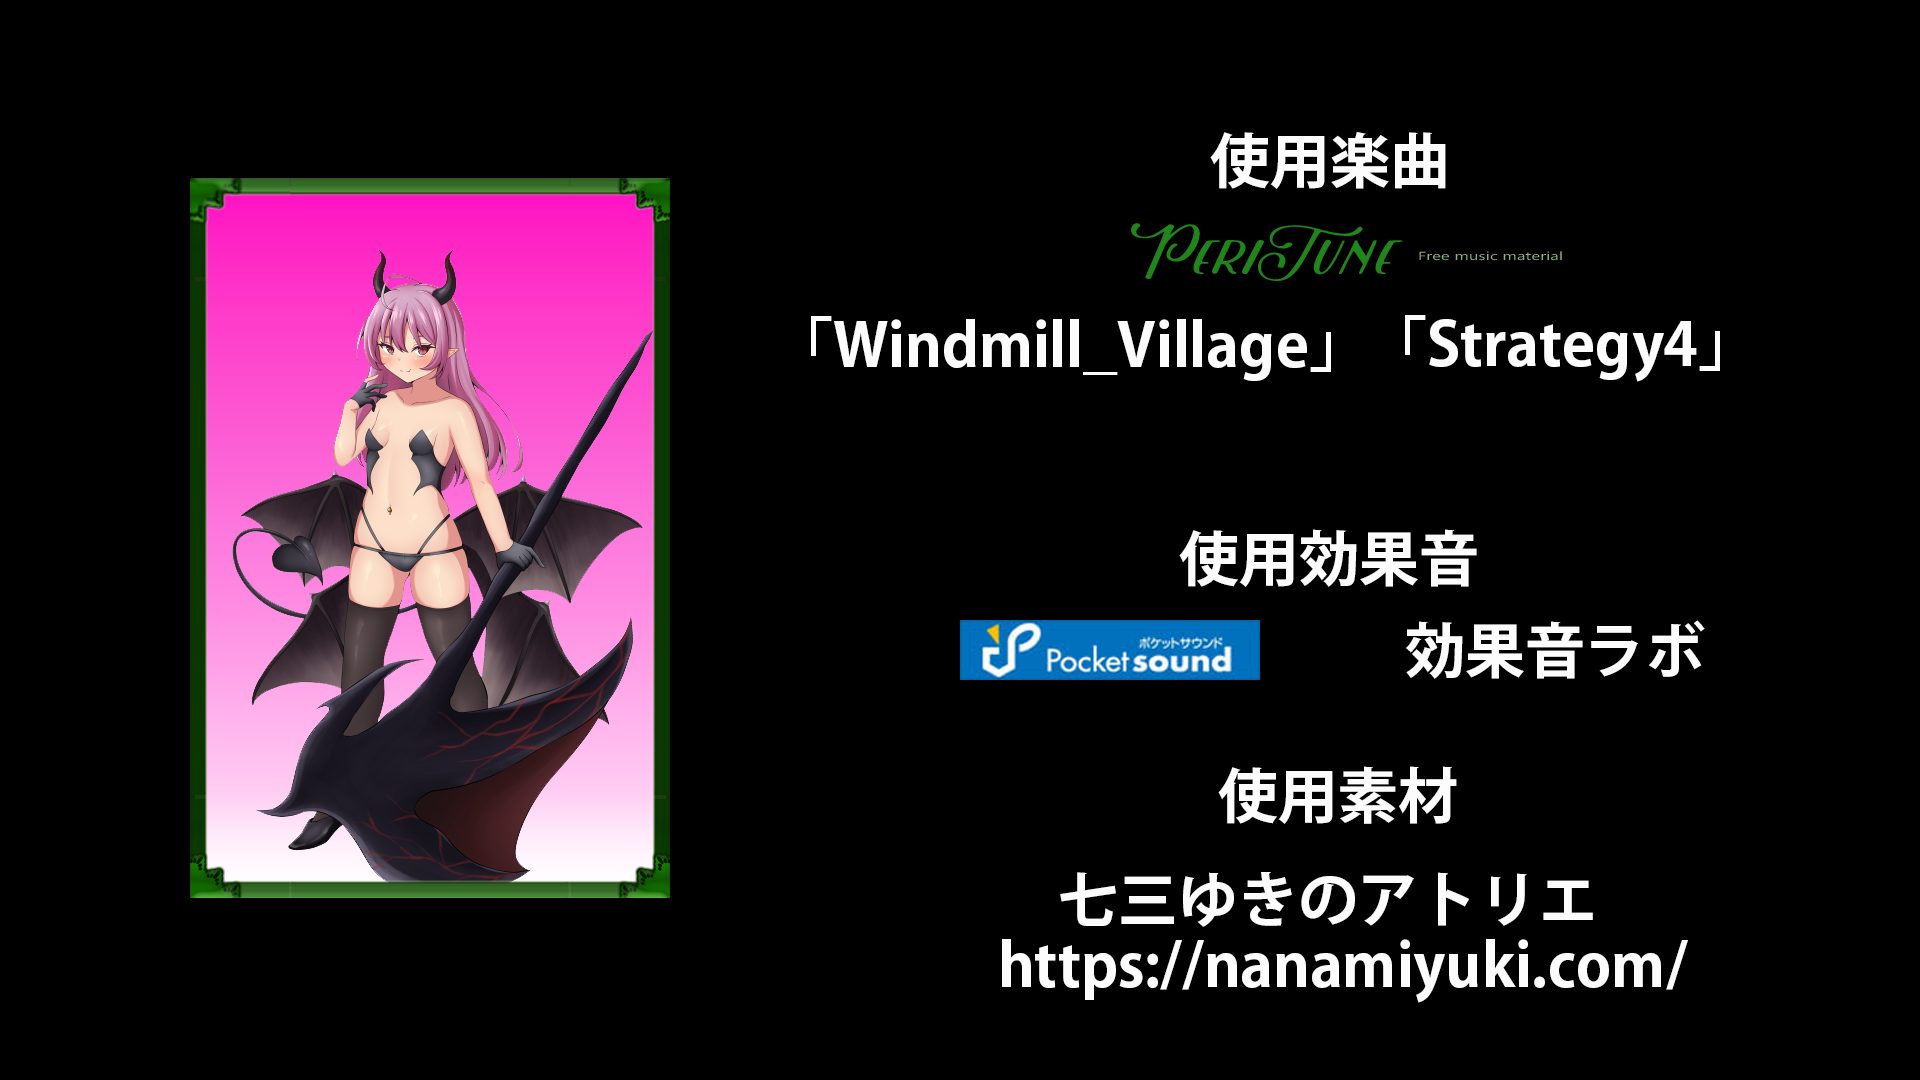 使用楽曲
PERITUNE Free music material
「Windmill_Village」 「Strategy4」
使用効果音
ポケットサウンド
Pocket sound
効果音ラボ
使用素材
七三ゆきのアトリエ
https://nanamiyuki.com/